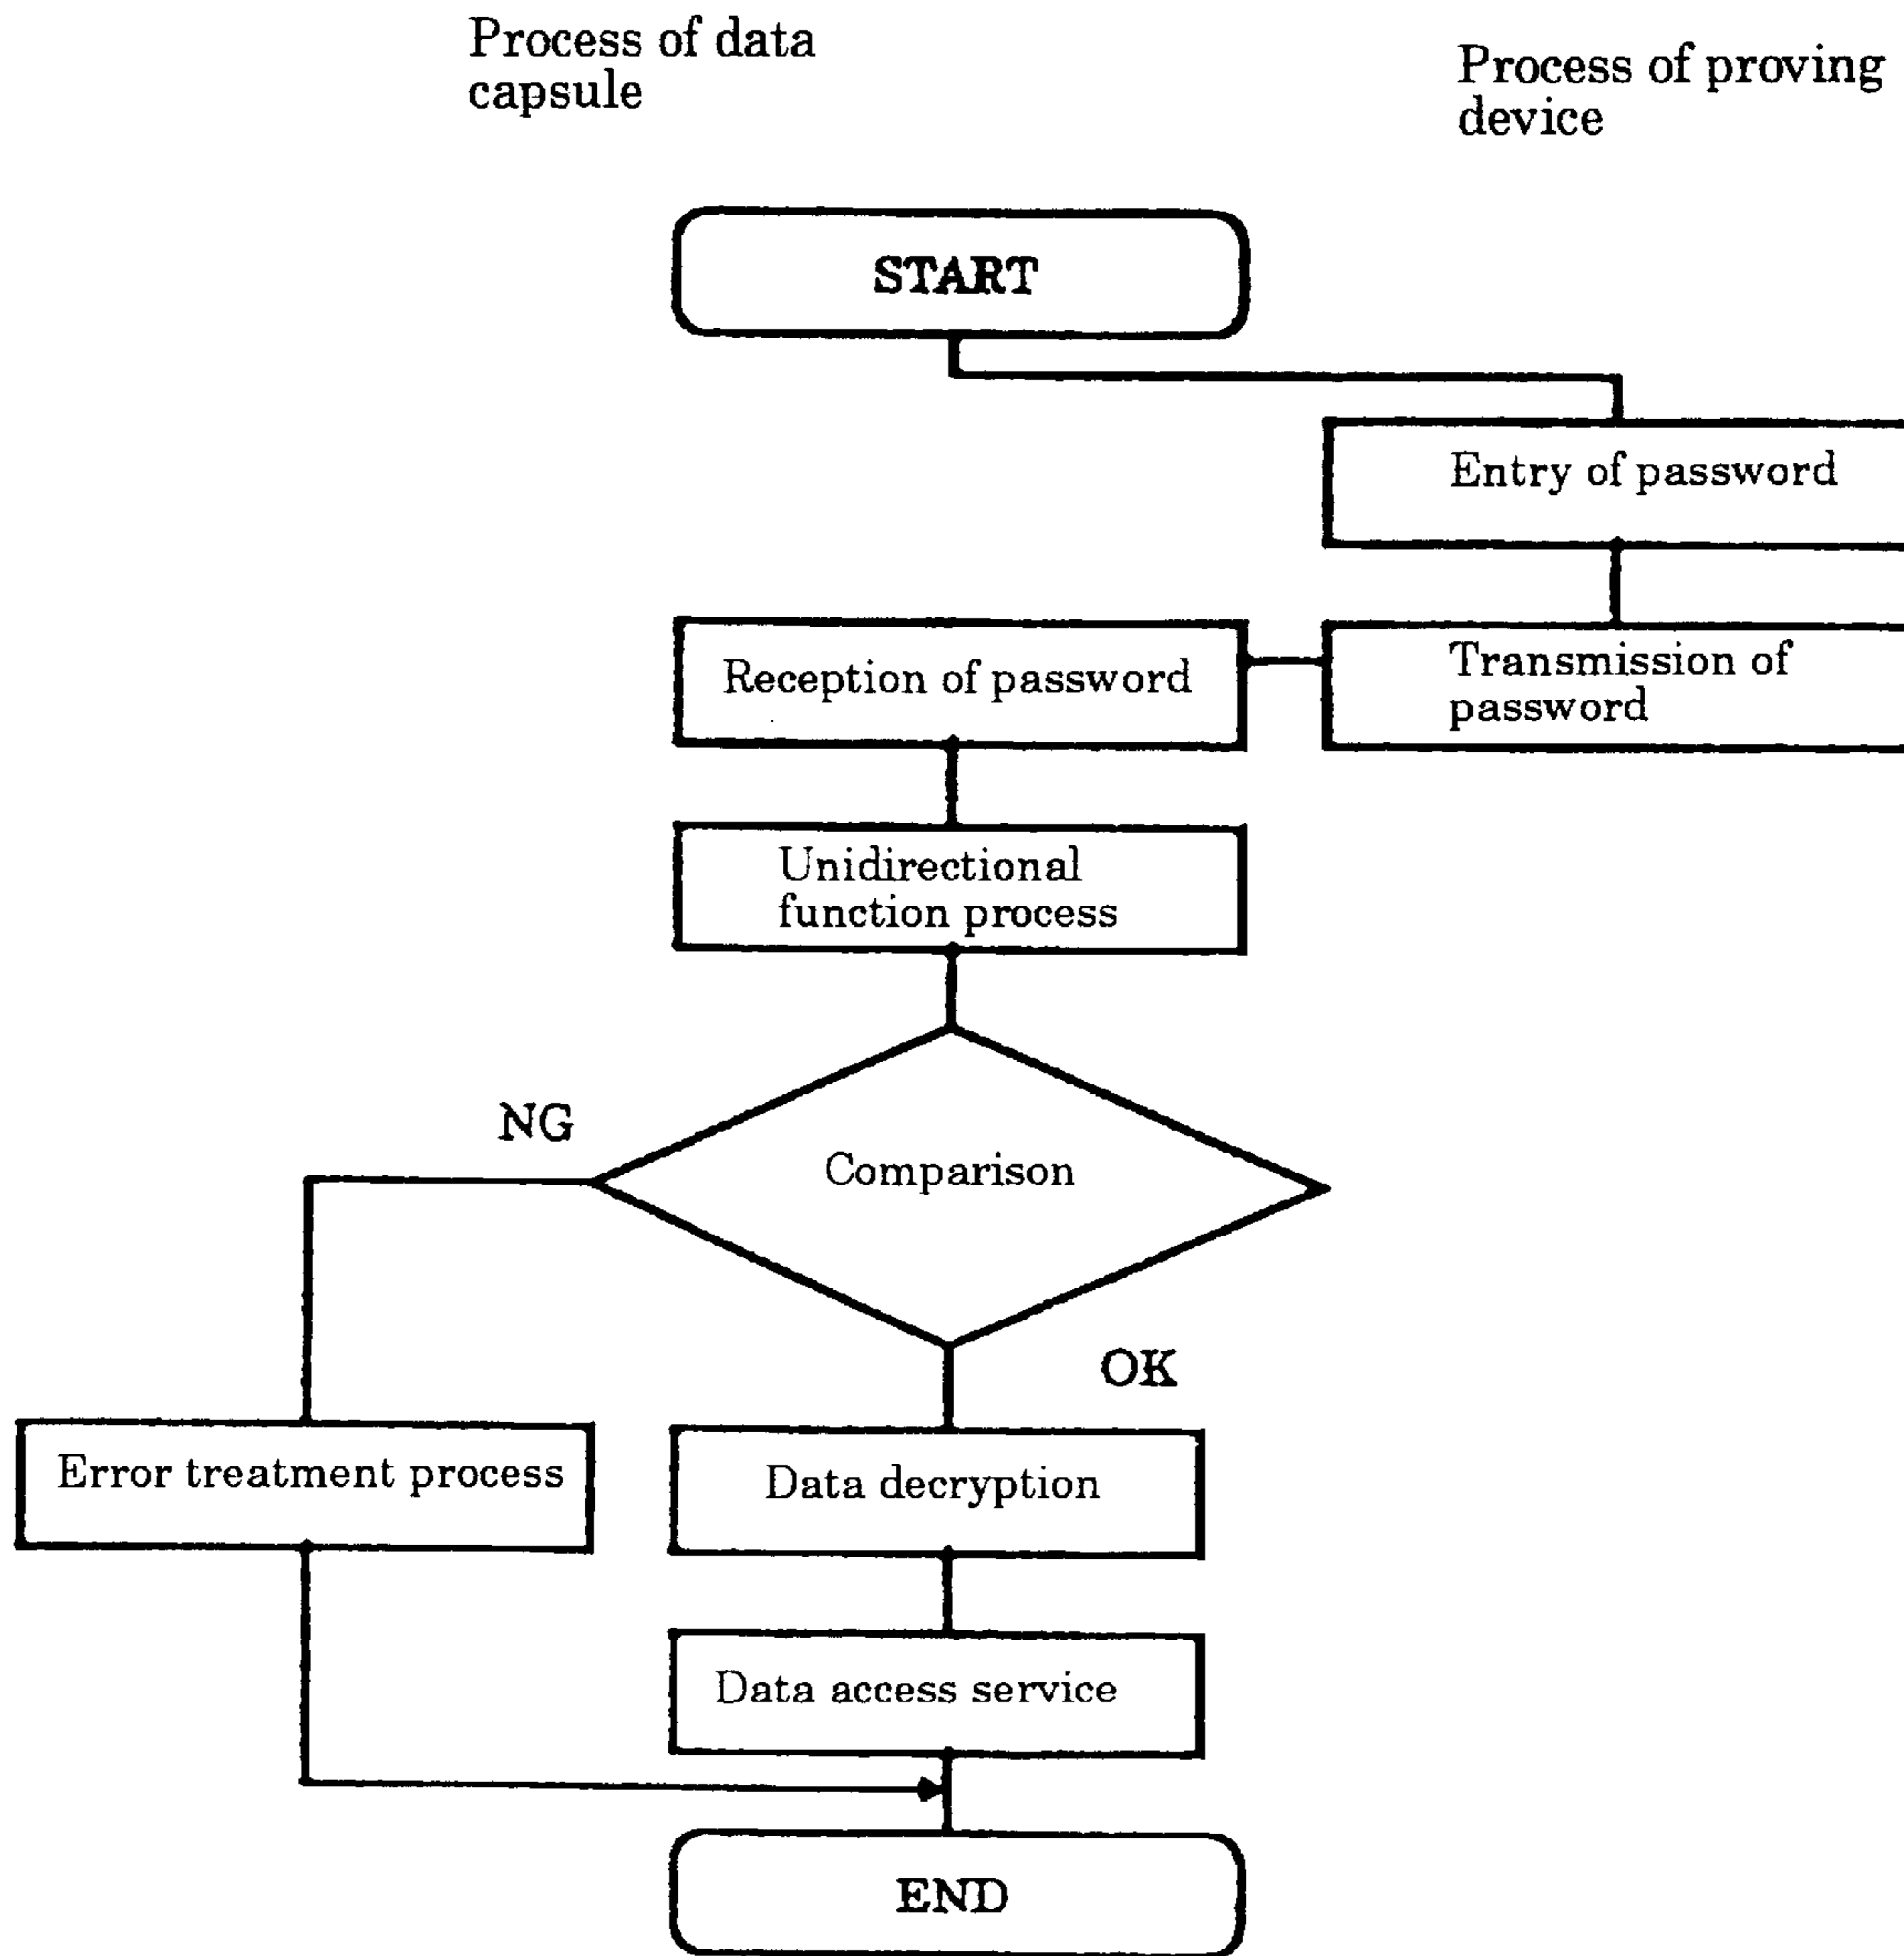 Process of data
capsule
Process of proving
device
START
Entry of password
Reception of password
Transmission of
password
Unidirectional
function process
NG
Comparison
OK
Error treatment process
Data decryption
Data access service
END